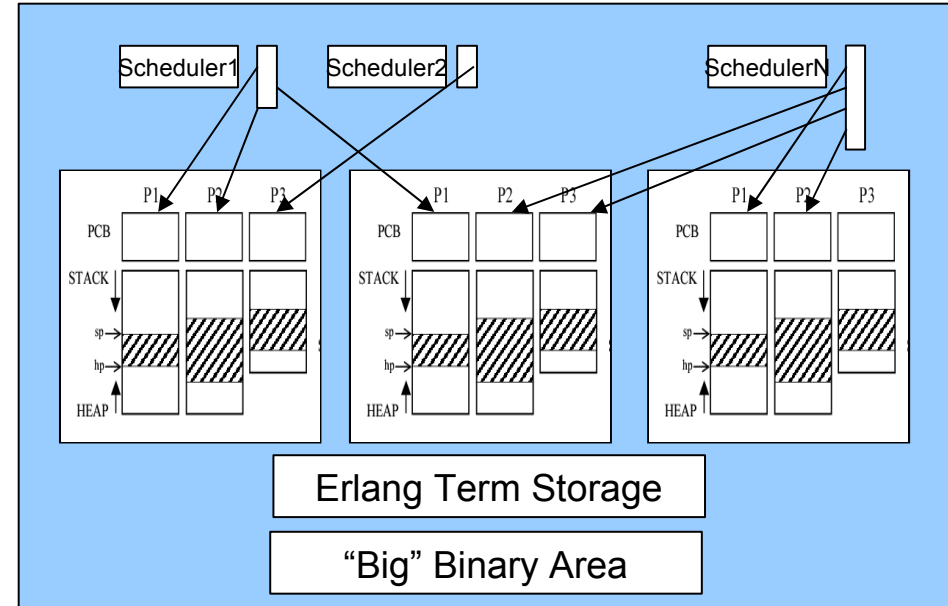 Scheduler1 Scheduler2 SchedulerN
P1 P2 P3 P1 P2 P3 P1 P2 P3
PCB PCB PCB
STACK STACK STACK
sp sp sp
hp hp hp
HEAP HEAP HEAP
Erlang Term Storage
“Big” Binary Area